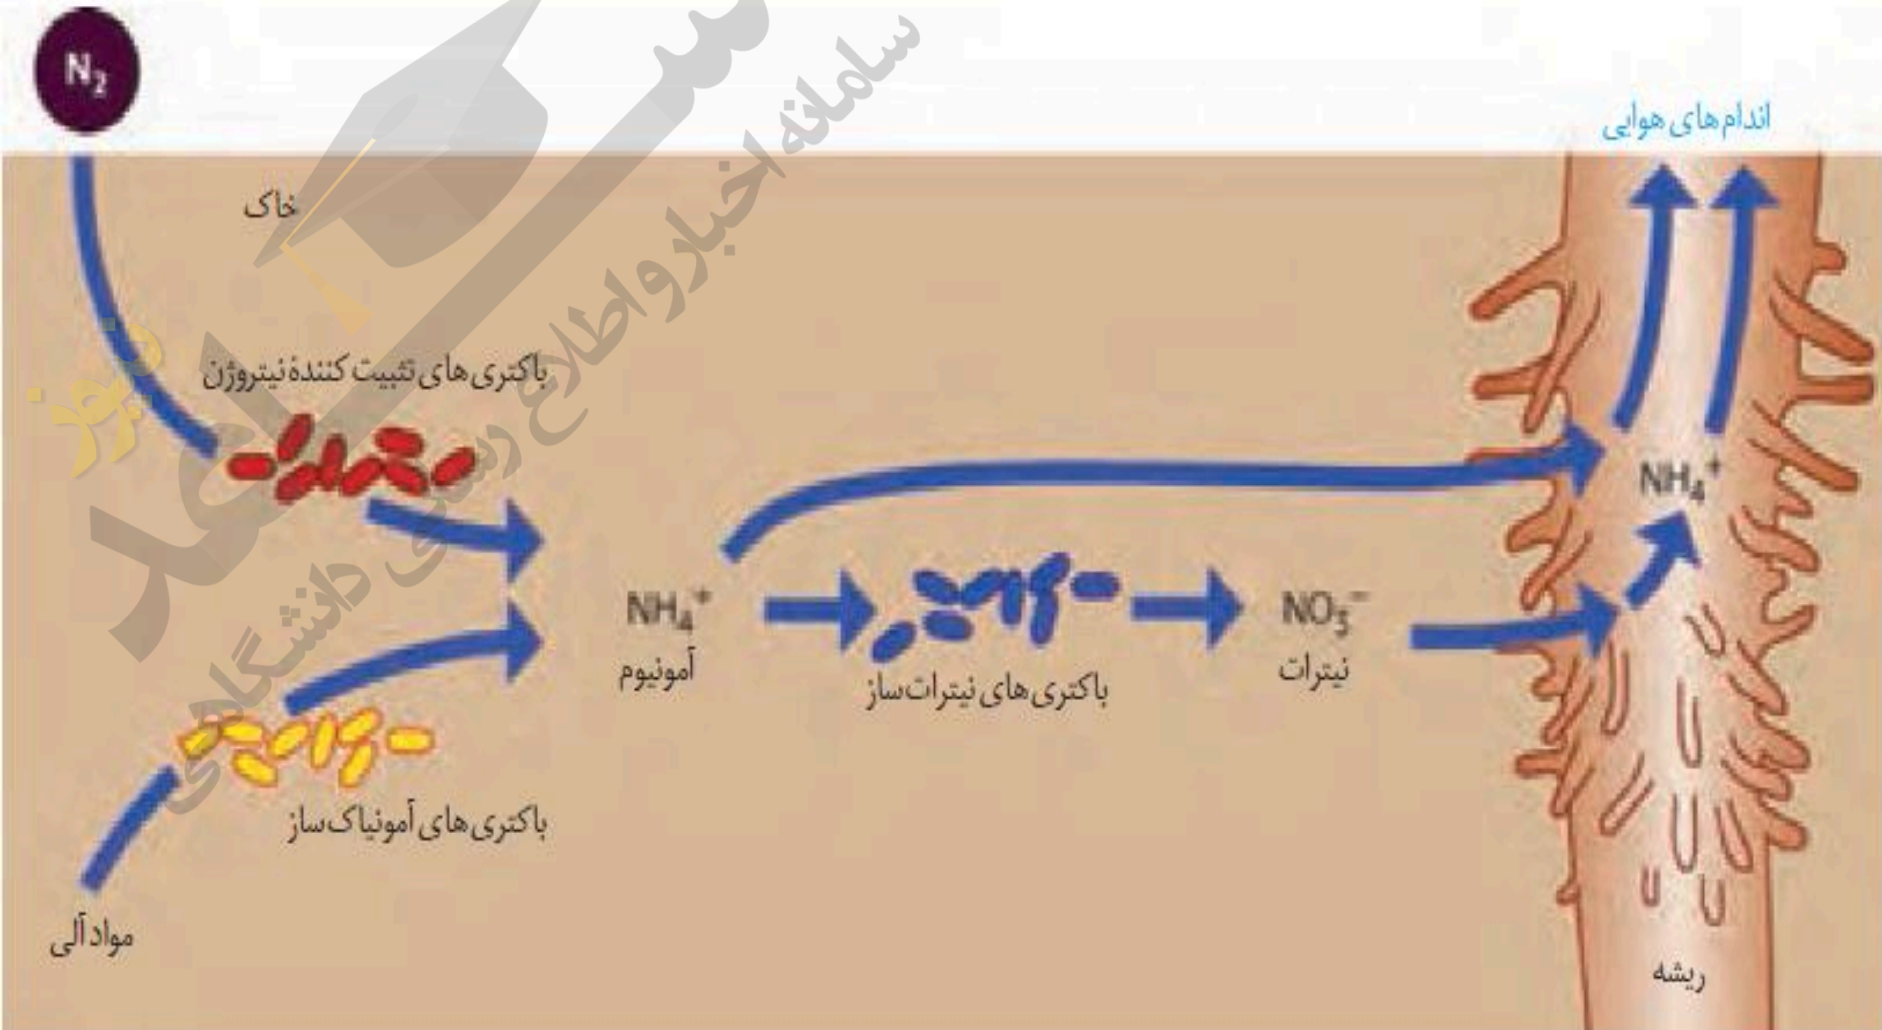 N₂
اندام‌های هوایی
خاک
باکتری‌های تثبیت کنندهٔ نیتروژن
NH₄⁺
NH₄⁺
آمونیوم
باکتری‌های نیترات‌ساز
NO₃⁻
نیترات
باکتری‌های آمونیاک‌ساز
مواد آلی
ریشه
سامانه اخبار و اطلاع رسانی دانشگاهی
نیوز